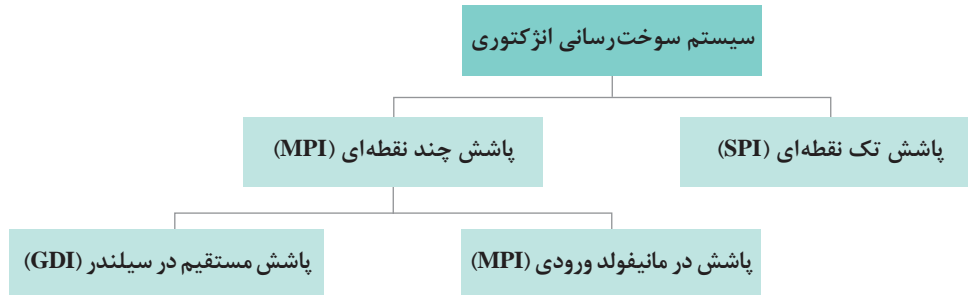 سیستم سوخت‌رسانی انژکتوری
پاشش تک نقطه‌ای (SPI)
پاشش چند نقطه‌ای (MPI)
پاشش در مانیفولد ورودی (MPI)
پاشش مستقیم در سیلندر (GDI)